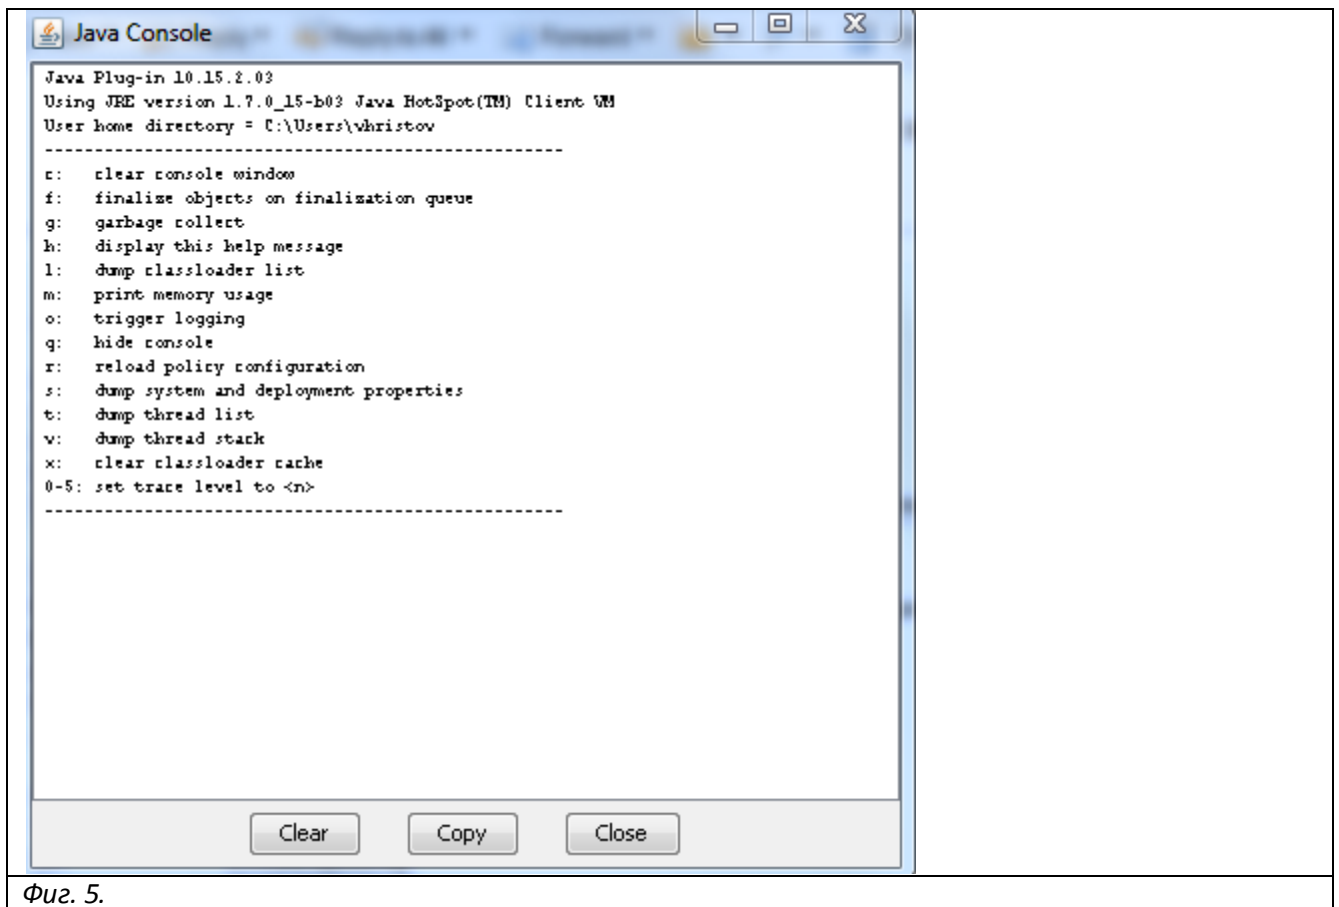 Java Console
Java Plug-in 10.15.2.03
Using JRE version 1.7.0_15-b03 Java HotSpot(TM) Client VM
User home directory = C:\Users\vhristov
----------------------------------------------------
c:   clear console window
f:   finalize objects on finalization queue
g:   garbage collect
h:   display this help message
l:   dump classloader list
m:   print memory usage
o:   trigger logging
q:   hide console
r:   reload policy configuration
s:   dump system and deployment properties
t:   dump thread list
v:   dump thread stack
x:   clear classloader cache
0-5: set trace level to <n>
----------------------------------------------------
Clear Copy Close
Фиг. 5.